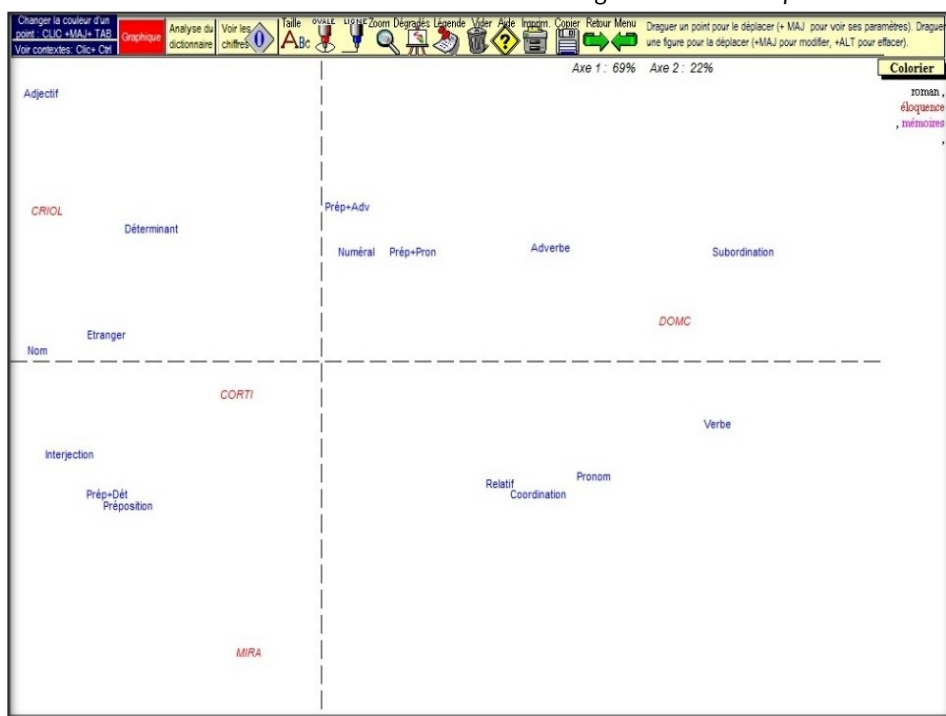 Changer la couleur d'un
point : CLIC +MAJ+ TAB
Voir contextes: Clic+ Ctrl
Graphique
Analyse du
dictionnaire
Voir les
chiffres
0
Taille
ABc
OVALE
LIGNE
Zoom
Dégradés
Légende
Vider
Aide
?
Imprim.
Copier
Retour
Menu
Draguer un point pour le déplacer (+ MAJ pour voir ses paramètres). Draguer
une figure pour la déplacer (+MAJ pour modifier, +ALT pour effacer).
Axe 1 : 69% Axe 2 : 22%
Colorier
roman ,
éloquence
, mémoires
,
Adjectif
CRIOL
Déterminant
Prép+Adv
Numéral
Prép+Pron
Adverbe
Subordination
DOMC
Etranger
Nom
CORTI
Verbe
Interjection
Pronom
Relatif
Coordination
Prép+Dét
Préposition
MIRA